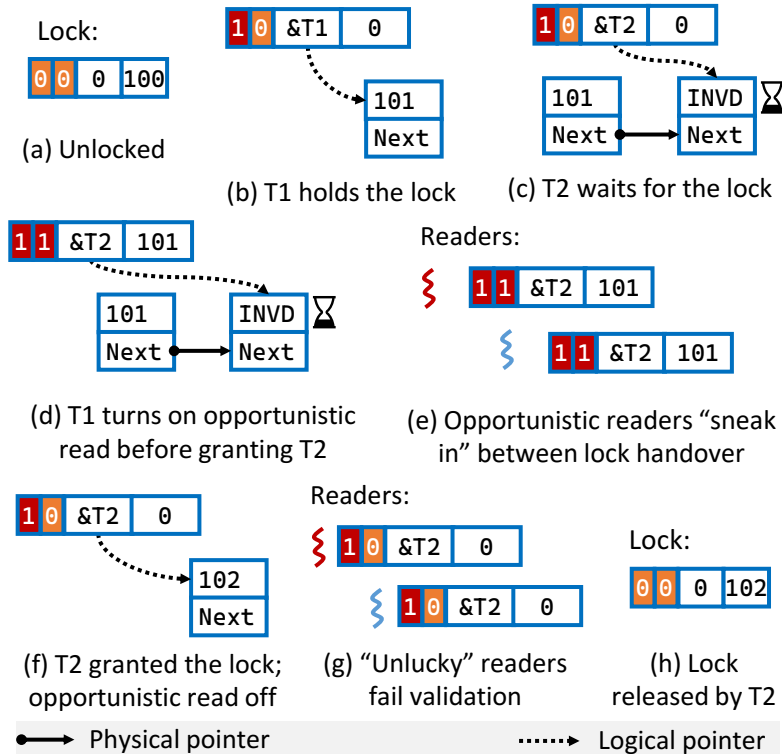 Lock:
0 0 0 100
(a) Unlocked
1 0 &T1 0
101
Next
(b) T1 holds the lock
1 0 &T2 0
101 INVD
Next Next
(c) T2 waits for the lock
1 1 &T2 101
101 INVD
Next Next
(d) T1 turns on opportunistic
read before granting T2
Readers:
1 1 &T2 101
1 1 &T2 101
(e) Opportunistic readers “sneak
in” between lock handover
1 0 &T2 0
102
Next
(f) T2 granted the lock;
opportunistic read off
Readers:
1 0 &T2 0
1 0 &T2 0
(g) “Unlucky” readers
fail validation
Lock:
0 0 0 102
(h) Lock
released by T2
Physical pointer
Logical pointer